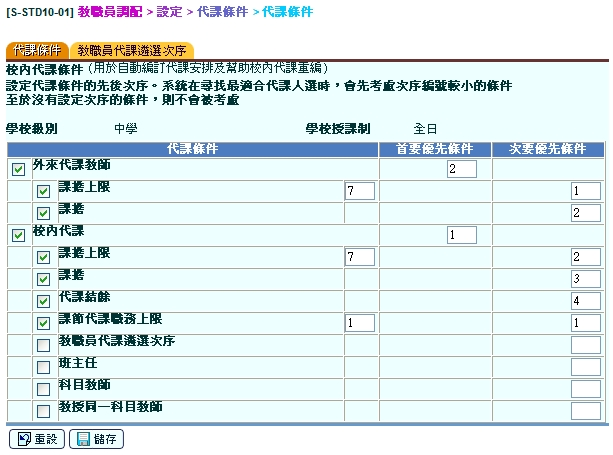 [S-STD10-01] 教職員調配 > 設定 > 代課條件 > 代課條件
代課條件 教職員代課遴選次序
校內代課條件 (用於自動編訂代課安排及幫助校內代課重編)
設定代課條件的先後次序。系統在尋找最適合代課人選時，會先考慮次序編號較小的條件
至於沒有設定次序的條件，則不會被考慮
學校級別 中學 學校授課制 全日
代課條件 首要優先條件 次要優先條件
外來代課教師 2
課擔上限 7 1
課擔 2
校內代課 1
課擔上限 7 2
課擔 3
代課結餘 4
課節代課職務上限 1 1
教職員代課遴選次序
班主任
科目教師
教授同一科目教師
重設 儲存